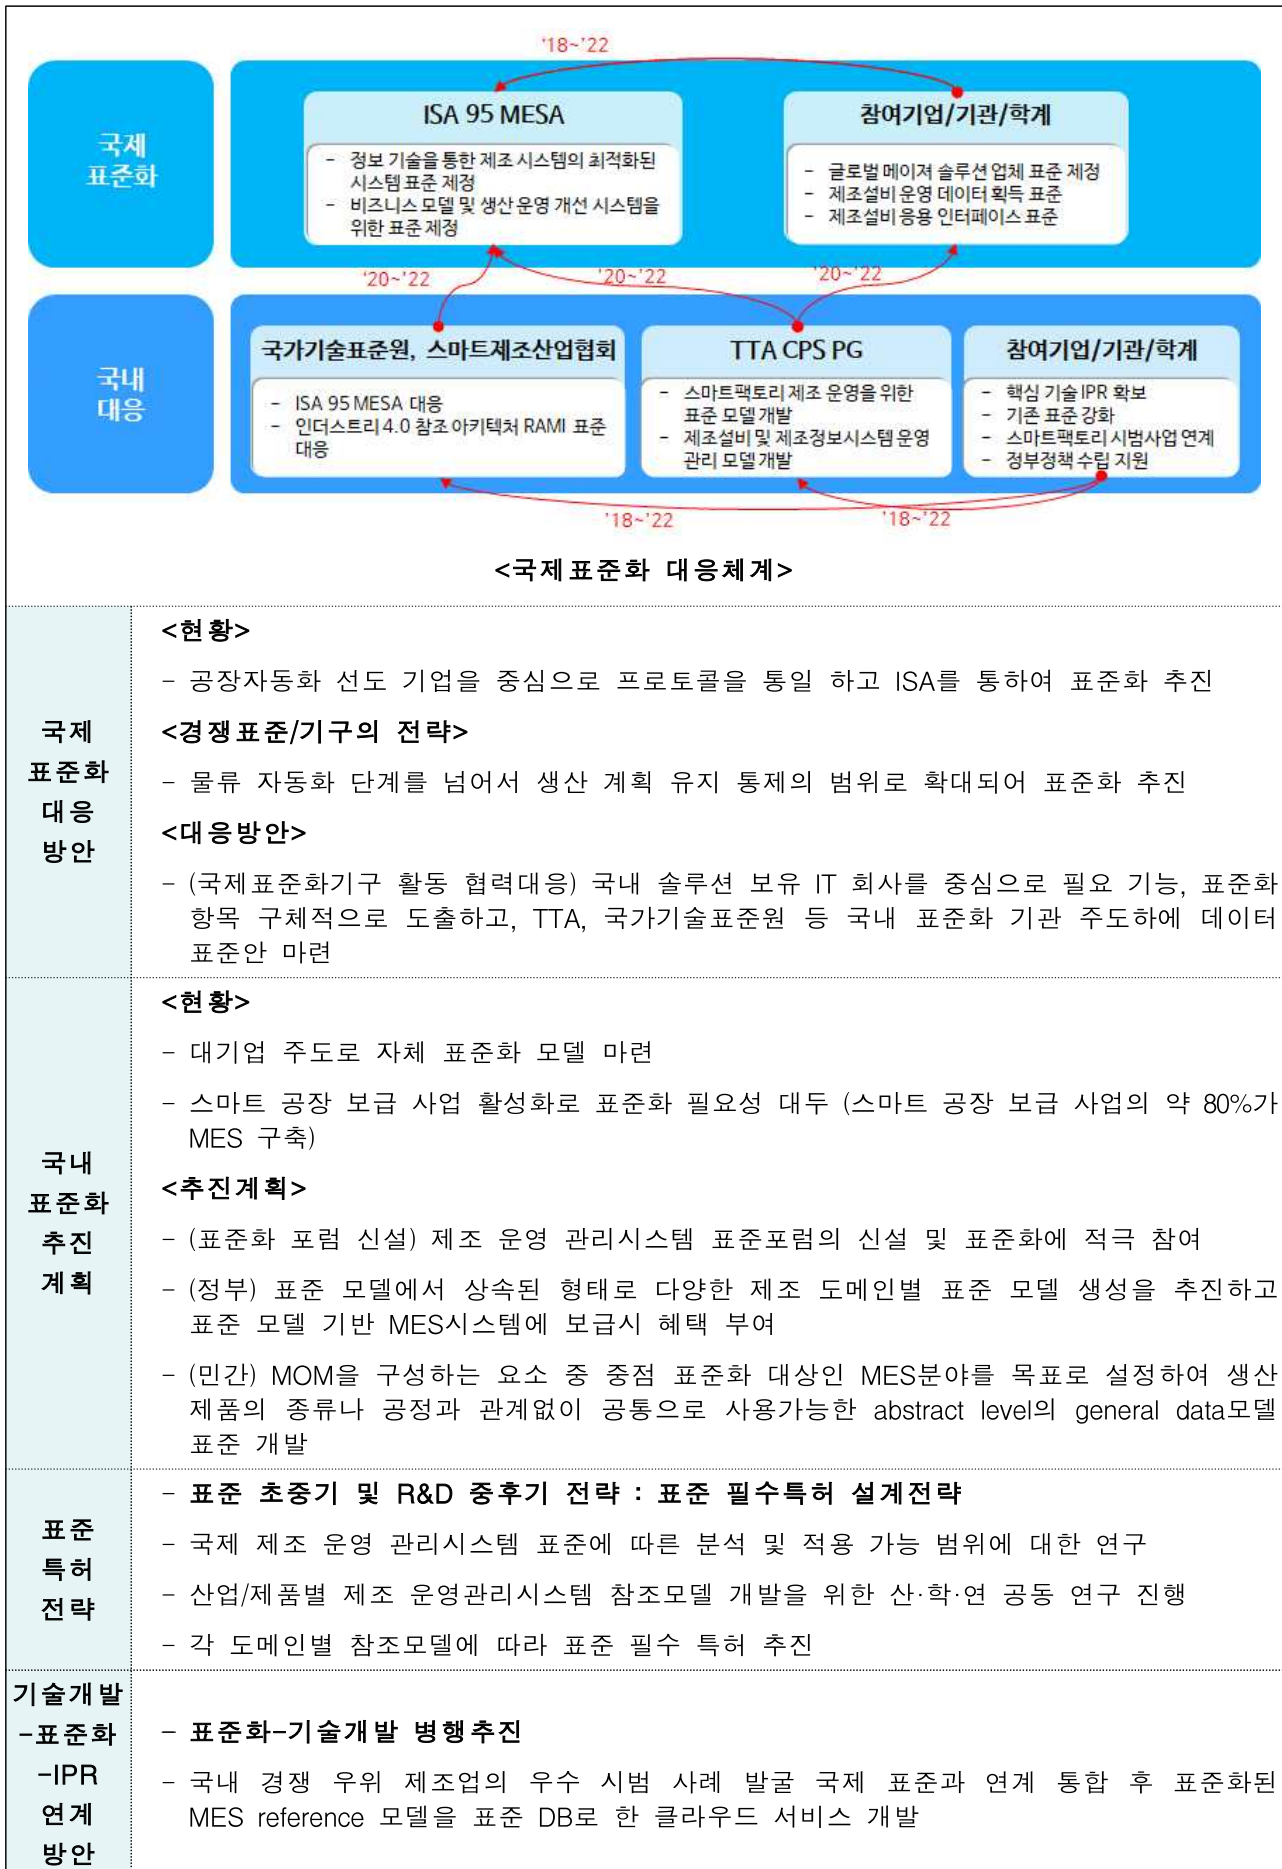 '18~'22
국제
표준화
ISA 95 MESA
- 정보 기술을 통한 제조 시스템의 최적화된
시스템 표준 제정
- 비즈니스 모델 및 생산 운영 개선 시스템을
위한 표준 제정
참여기업/기관/학계
- 글로벌 메이져 솔루션 업체 표준 제정
- 제조설비 운영 데이터 획득 표준
- 제조설비 응용 인터페이스 표준
'20~'22
'20~'22
'20~'22
국내
대응
국가기술표준원, 스마트제조산업협회
- ISA 95 MESA 대응
- 인더스트리 4.0 참조 아키텍처 RAMI 표준
대응
TTA CPS PG
- 스마트팩토리 제조 운영을 위한
표준 모델 개발
- 제조설비 및 제조정보시스템 운영
관리 모델 개발
참여기업/기관/학계
- 핵심 기술 IPR 확보
- 기존 표준 강화
- 스마트팩토리 시범사업 연계
- 정부정책 수립 지원
'18~'22
'18~'22
<국제표준화 대응체계>
국제
표준화
대응
방안
<현황>
- 공장자동화 선도 기업을 중심으로 프로토콜을 통일 하고 ISA를 통하여 표준화 추진
<경쟁표준/기구의 전략>
- 물류 자동화 단계를 넘어서 생산 계획 유지 통제의 범위로 확대되어 표준화 추진
<대응방안>
- (국제표준화기구 활동 협력대응) 국내 솔루션 보유 IT 회사를 중심으로 필요 기능, 표준화
항목 구체적으로 도출하고, TTA, 국가기술표준원 등 국내 표준화 기관 주도하에 데이터
표준안 마련
국내
표준화
추진
계획
<현황>
- 대기업 주도로 자체 표준화 모델 마련
- 스마트 공장 보급 사업 활성화로 표준화 필요성 대두 (스마트 공장 보급 사업의 약 80%가
MES 구축)
<추진계획>
- (표준화 포럼 신설) 제조 운영 관리시스템 표준포럼의 신설 및 표준화에 적극 참여
- (정부) 표준 모델에서 상속된 형태로 다양한 제조 도메인별 표준 모델 생성을 추진하고
표준 모델 기반 MES시스템에 보급시 혜택 부여
- (민간) MOM을 구성하는 요소 중 중점 표준화 대상인 MES분야를 목표로 설정하여 생산
제품의 종류나 공정과 관계없이 공통으로 사용가능한 abstract level의 general data모델
표준 개발
표준
특허
전략
- 표준 초중기 및 R&D 중후기 전략 : 표준 필수특허 설계전략
- 국제 제조 운영 관리시스템 표준에 따른 분석 및 적용 가능 범위에 대한 연구
- 산업/제품별 제조 운영관리시스템 참조모델 개발을 위한 산·학·연 공동 연구 진행
- 각 도메인별 참조모델에 따라 표준 필수 특허 추진
기술개발
-표준화
-IPR
연계
방안
- 표준화-기술개발 병행추진
- 국내 경쟁 우위 제조업의 우수 시범 사례 발굴 국제 표준과 연계 통합 후 표준화된
MES reference 모델을 표준 DB로 한 클라우드 서비스 개발